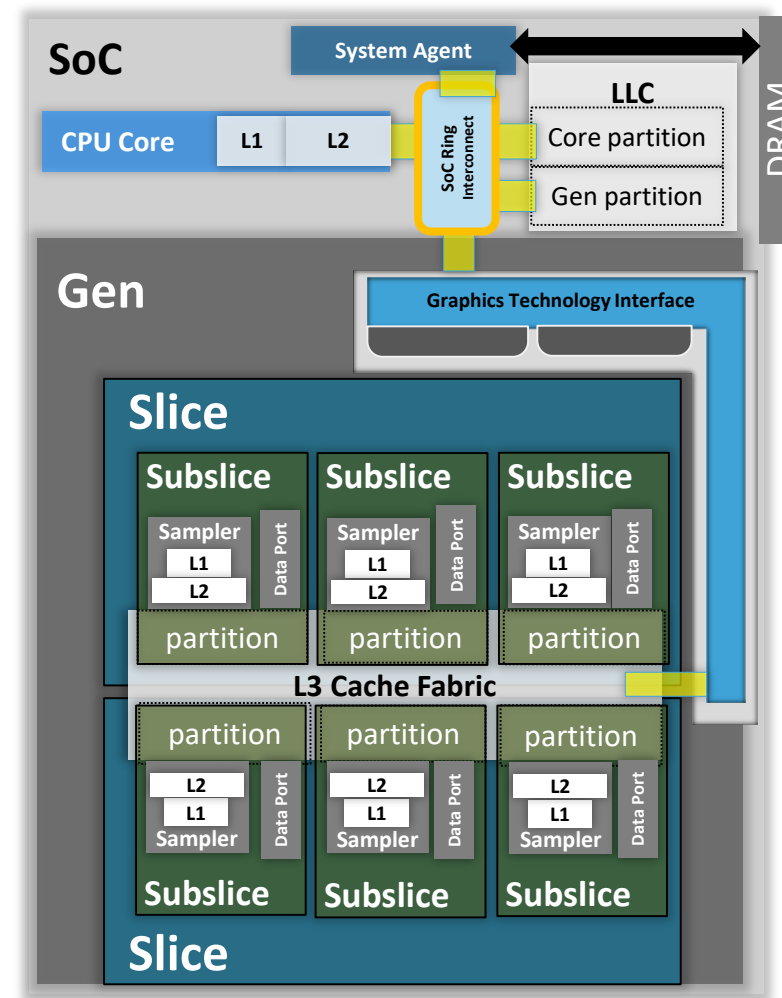 SoC
System Agent
DRAM
LLC
CPU Core
L1
L2
SoC Ring
Interconnect
Core partition
Gen partition
Gen
Graphics Technology Interface
Slice
Subslice
Subslice
Subslice
Sampler
L1
L2
Data Port
Sampler
L1
L2
Data Port
Sampler
L1
L2
Data Port
partition
partition
partition
L3 Cache Fabric
partition
partition
partition
L2
L1
Sampler
Data Port
L2
L1
Sampler
Data Port
L2
L1
Sampler
Data Port
Subslice
Subslice
Subslice
Slice